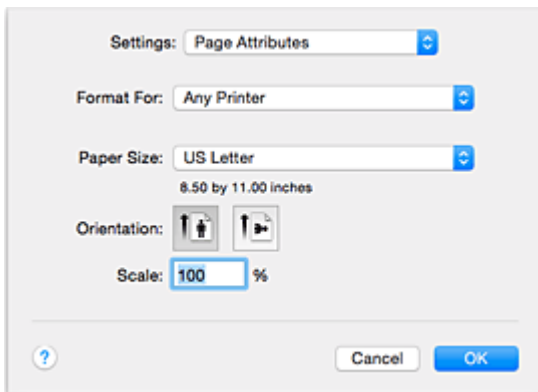 Settings: Page Attributes
Format For: Any Printer
Paper Size: US Letter
8.50 by 11.00 inches
Orientation:
Scale: 100 %
? Cancel OK